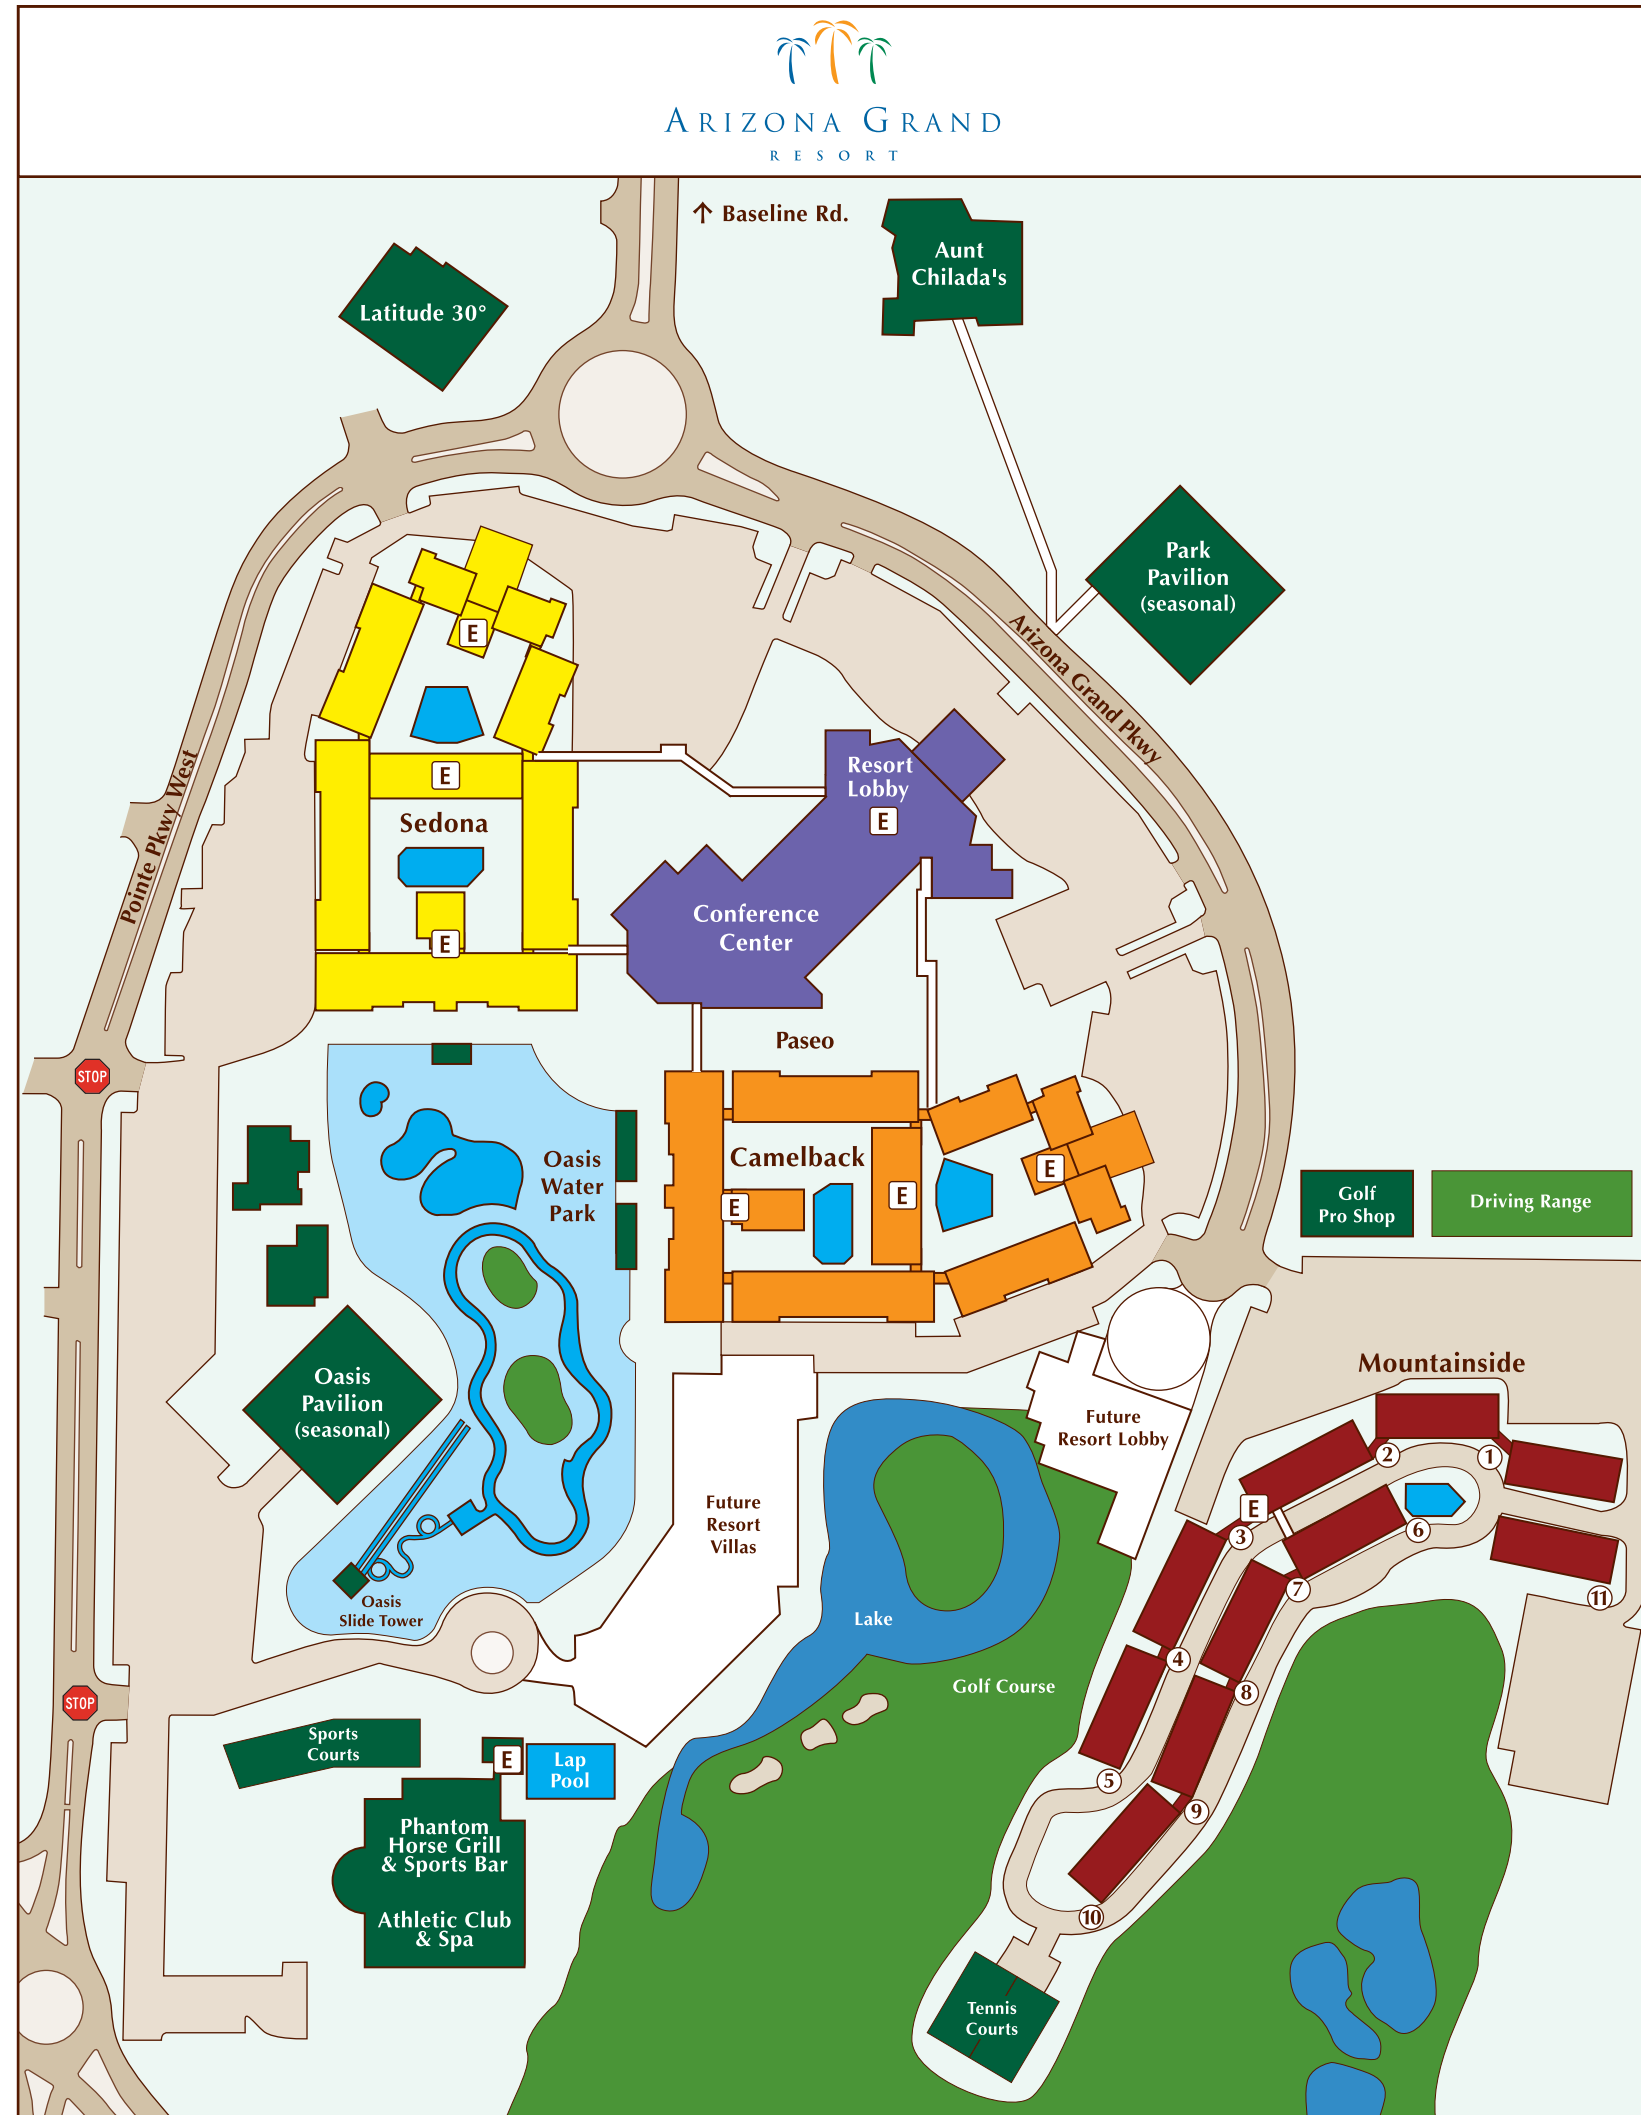 ARIZONA GRAND
RESORT
↑ Baseline Rd.
Aunt
Chilada's
Latitude 30°
Park
Pavilion
(seasonal)
Arizona Grand Pkwy
E
Resort
Lobby
E
E
Pointe Pkwy West
Sedona
Conference
Center
E
Paseo
STOP
Camelback
Oasis
Water
Park
E
E
E
Golf
Pro Shop
Driving Range
Mountainside
Oasis
Pavilion
(seasonal)
Future
Resort Lobby
2
1
E
3
6
7
11
Future
Resort
Villas
Oasis
Slide Tower
Lake
4
8
Golf Course
STOP
Sports
Courts
E
Lap
Pool
5
9
Phantom
Horse Grill
& Sports Bar
Athletic Club
& Spa
10
Tennis
Courts